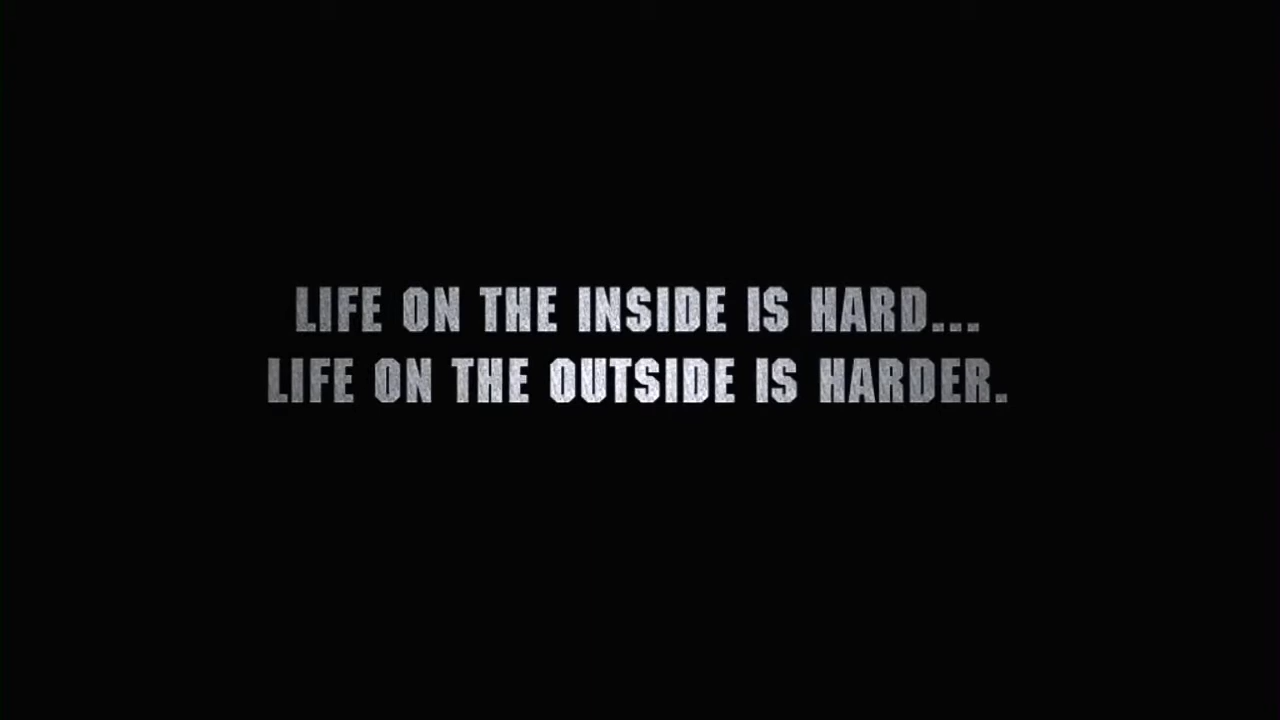 LIFE ON THE INSIDE IS HARD...
LIFE ON THE OUTSIDE IS HARDER.